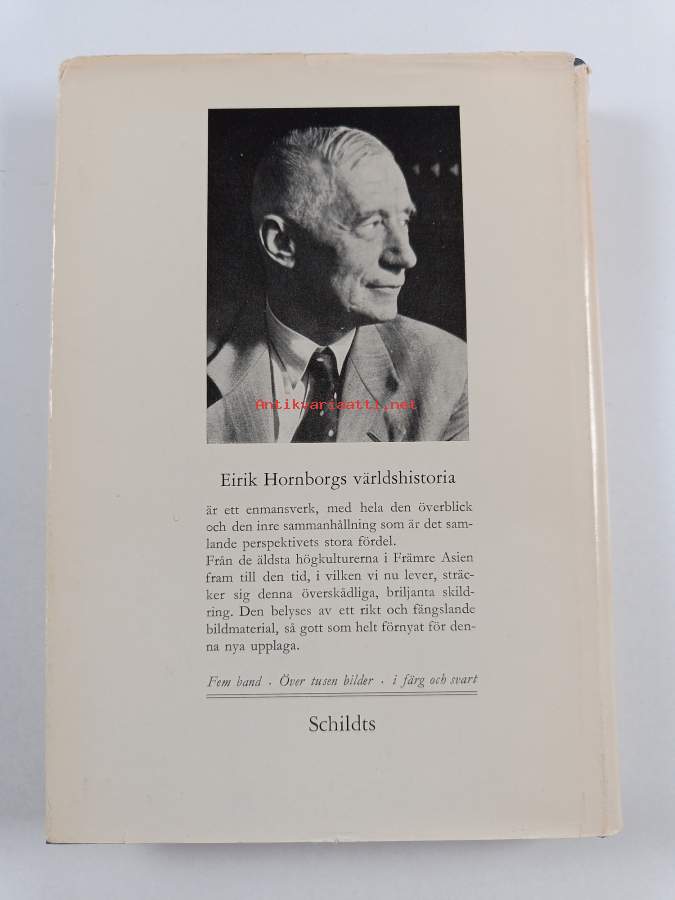 Antikvariaatti.net
Eirik Hornborgs världshistoria
är ett enmansverk, med hela den överblick
och den inre sammanhållning som är det sam-
lande perspektivets stora fördel.
Från de äldsta högkulturerna i Främre Asien
fram till den tid, i vilken vi nu lever, sträc-
ker sig denna överskådliga, briljanta skild-
ring. Den belyses av ett rikt och fängslande
bildmaterial, så gott som helt förnyat för den-
na nya upplaga.
Fem band · Över tusen bilder · i färg och svart
Schildts